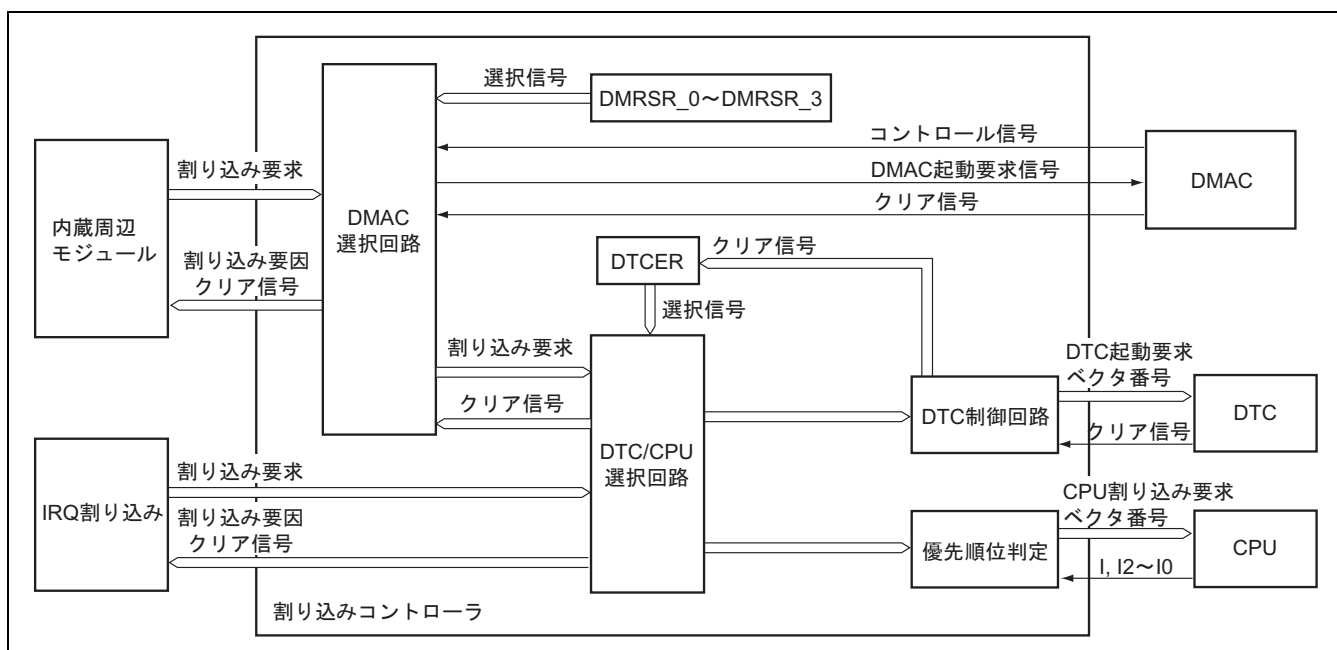 選択信号
DMRSR_0～DMRSR_3
コントロール信号
DMAC起動要求信号
クリア信号
DMAC
内蔵周辺
モジュール
割り込み要求
割り込み要因
クリア信号
DMAC
選択回路
DTCER
クリア信号
選択信号
割り込み要求
クリア信号
DTC/CPU
選択回路
DTC制御回路
DTC起動要求
ベクタ番号
クリア信号
DTC
IRQ割り込み
割り込み要求
割り込み要因
クリア信号
優先順位判定
CPU割り込み要求
ベクタ番号
I, I2～I0
CPU
割り込みコントローラ